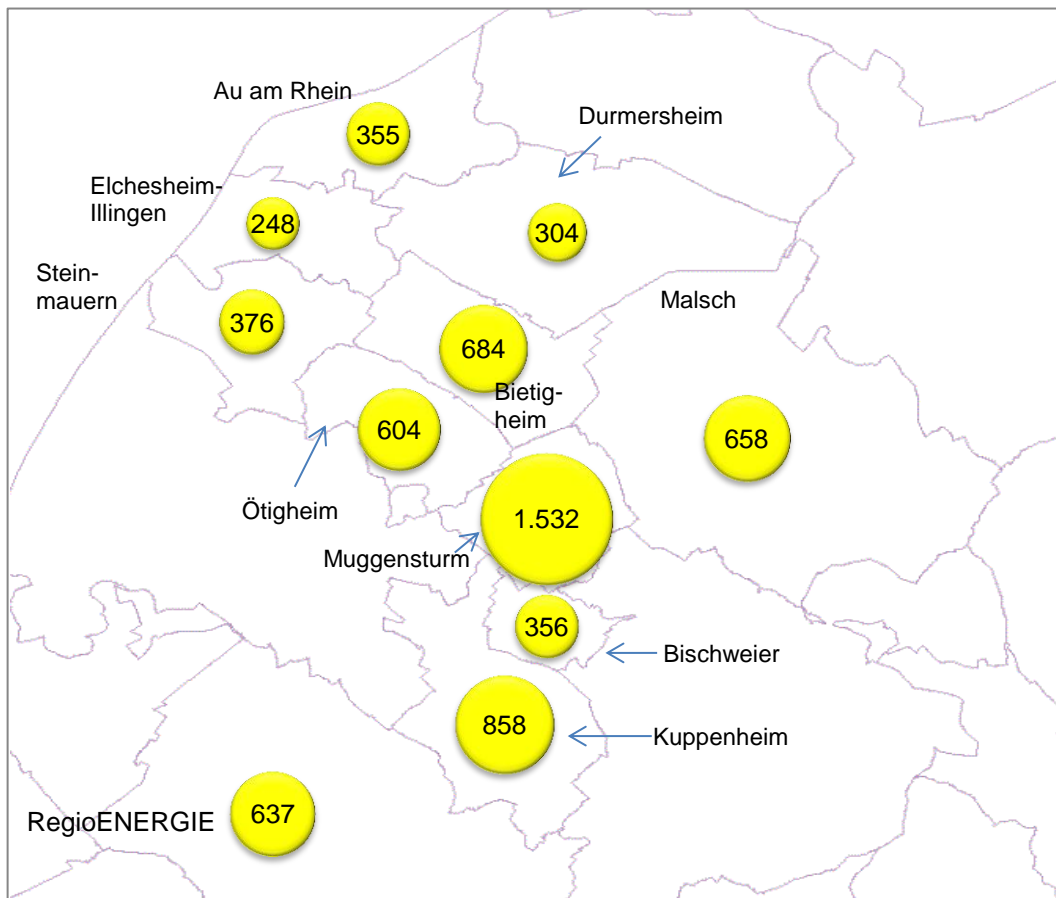 Au am Rhein
355
Durmersheim
Elchesheim-
Illingen
248
304
Stein-
mauern
376
Malsch
684
Bietig-
heim
604
658
Ötigheim
1.532
Muggensturm
356
Bischweier
858
Kuppenheim
RegioENERGIE
637